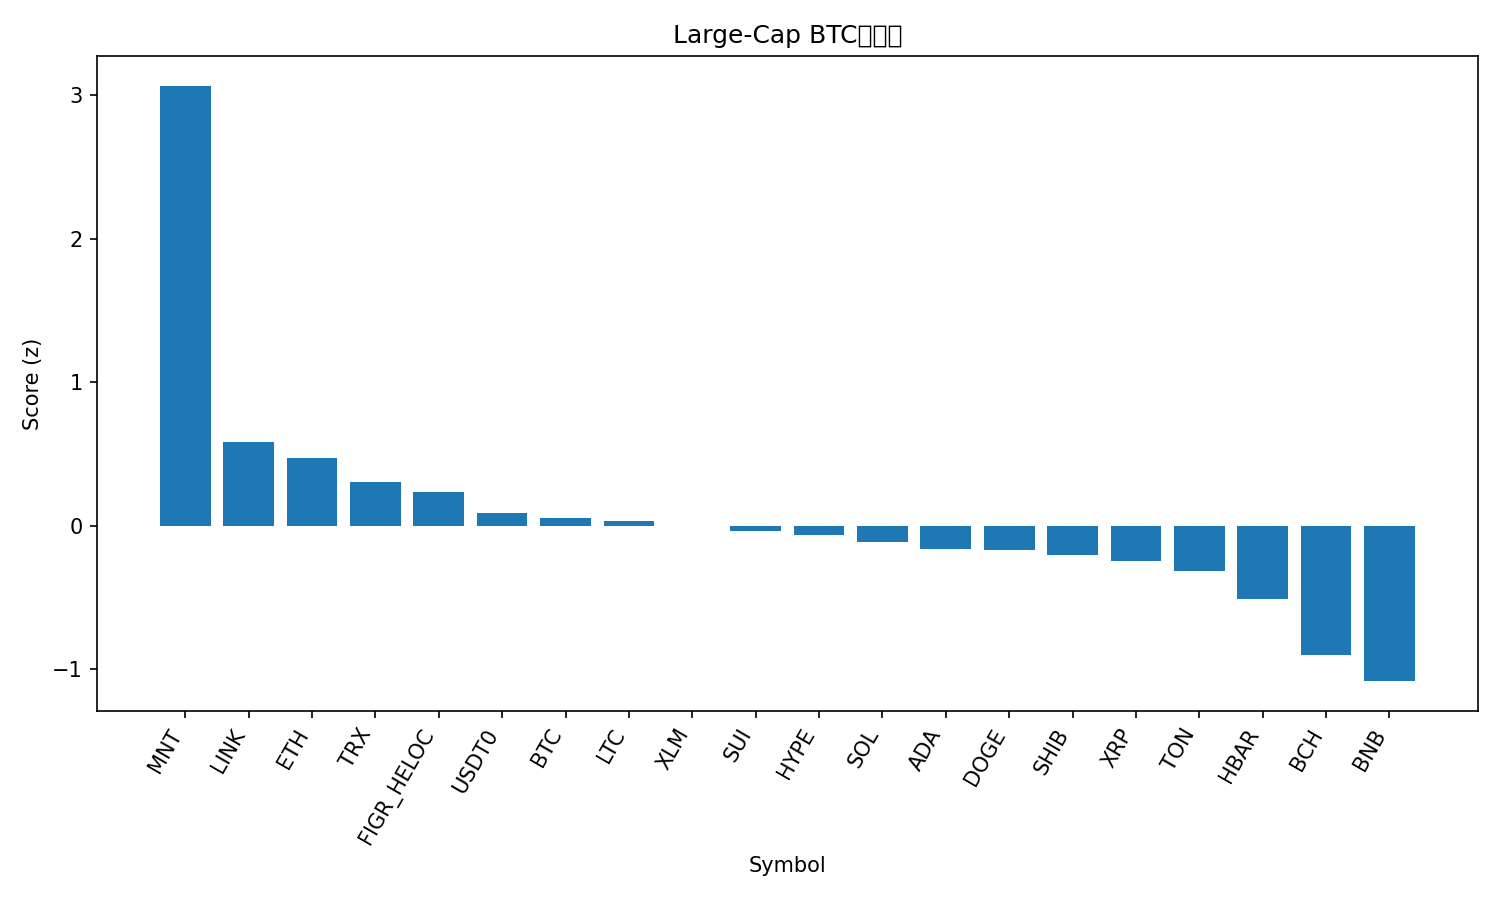 Large-Cap BTC
3
2
1
0
−1
Score (z)
MNT
LINK
ETH
TRX
FIGR_HELOC
USDT0
BTC
LTC
XLM
SUI
HYPE
SOL
ADA
DOGE
SHIB
XRP
TON
HBAR
BCH
BNB
Symbol